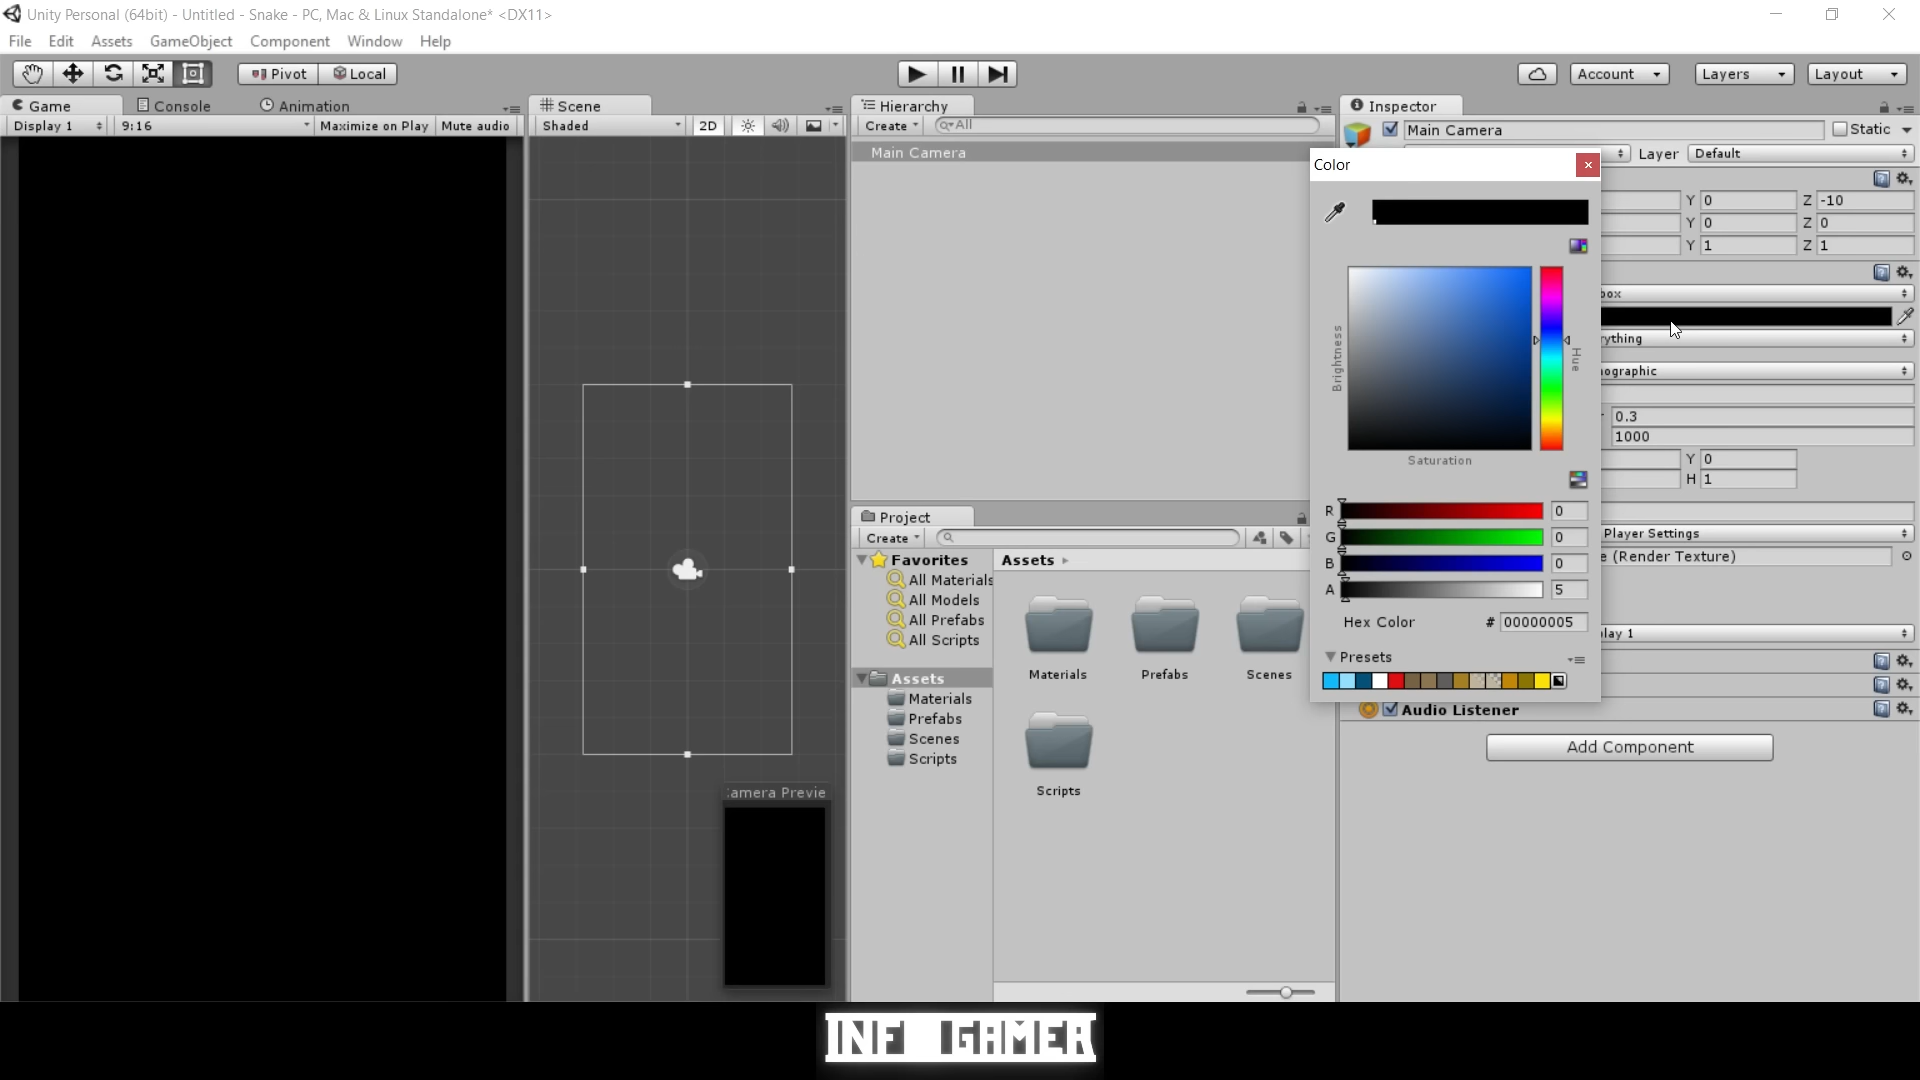 Unity Personal (64bit) - Untitled - Snake - PC, Mac & Linux Standalone* <DX11>
File Edit Assets GameObject Component Window Help
Pivot Local
Account Layers Layout
Game Console Animation
Display 1 9:16 Maximize on Play Mute audio
Scene
Shaded 2D
amera Previe
Hierarchy
Create All
Main Camera
Project
Create
Favorites
All Materials
All Models
All Prefabs
All Scripts
Assets
Materials
Prefabs
Scenes
Scripts
Assets
Materials Prefabs Scenes
Scripts
Inspector
Main Camera Static
Layer Default
Y 0 Z -10
Y 0 Z 0
Y 1 Z 1
box
ything
ographic
0.3
1000
Y 0
H 1
Player Settings
e (Render Texture)
lay 1
Audio Listener
Add Component
Color
Brightness
Hue
Saturation
R 0
G 0
B 0
A 5
Hex Color # 00000005
Presets
INF GAMER